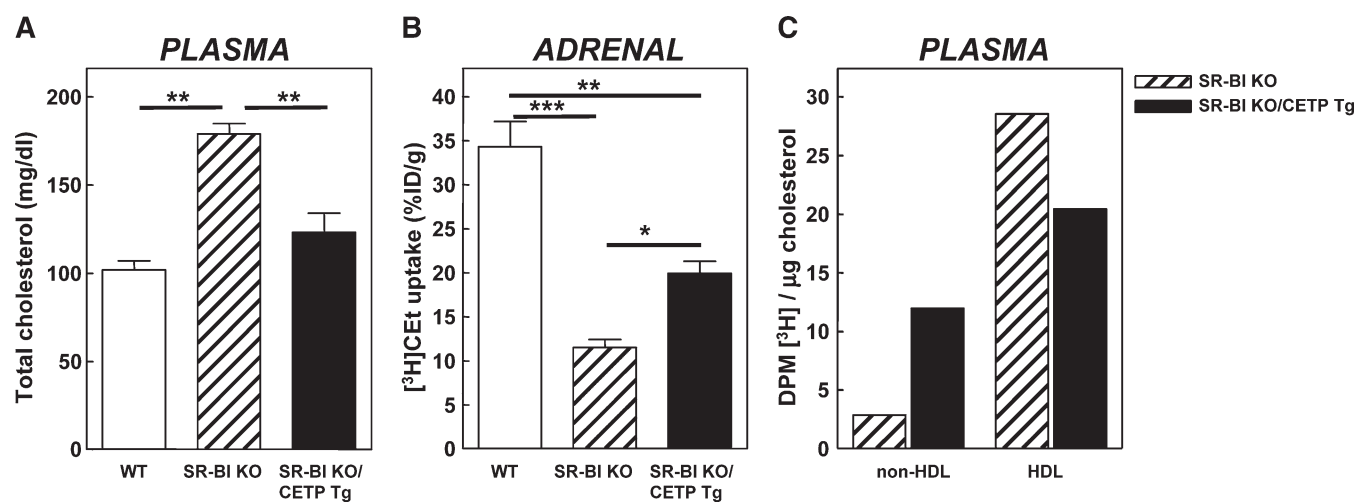 A
PLASMA
Total cholesterol (mg/dl)
200
150
100
50
0
**
**
WT
SR-BI KO
SR-BI KO/
CETP Tg
B
ADRENAL
[³H]CEt uptake (%ID/g)
40
35
30
25
20
15
10
5
0
**
***
*
WT
SR-BI KO
SR-BI KO/
CETP Tg
C
PLASMA
DPM [³H] / μg cholesterol
30
25
20
15
10
5
0
non-HDL
HDL
SR-BI KO
SR-BI KO/CETP Tg